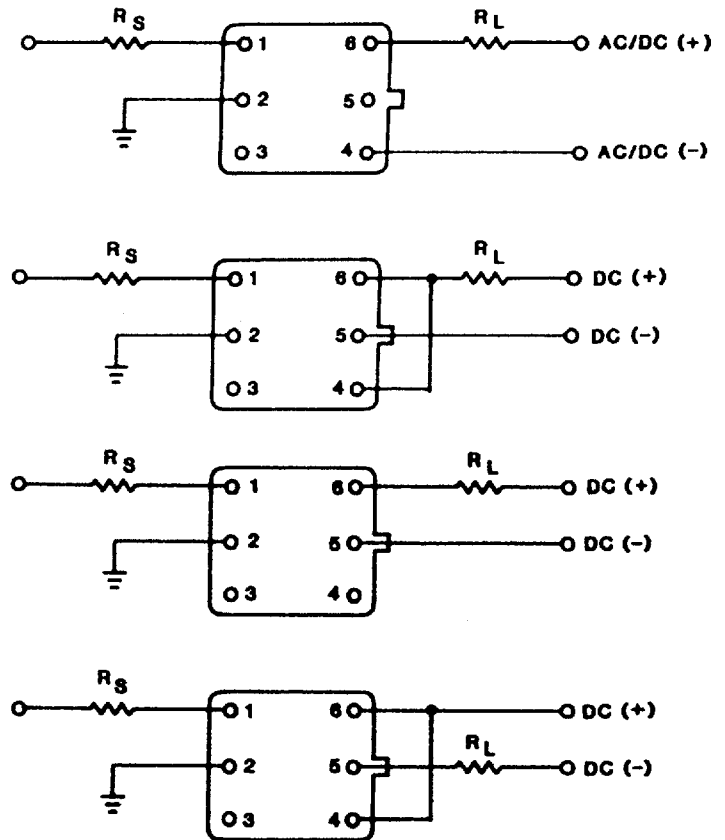 RS RL
1 6 AC/DC (+)
2 5
3 4 AC/DC (-)
RS RL
1 6 DC (+)
2 5 DC (-)
3 4
RS RL
1 6 DC (+)
2 5 DC (-)
3 4
RS
1 6 DC (+)
RL
2 5 DC (-)
3 4